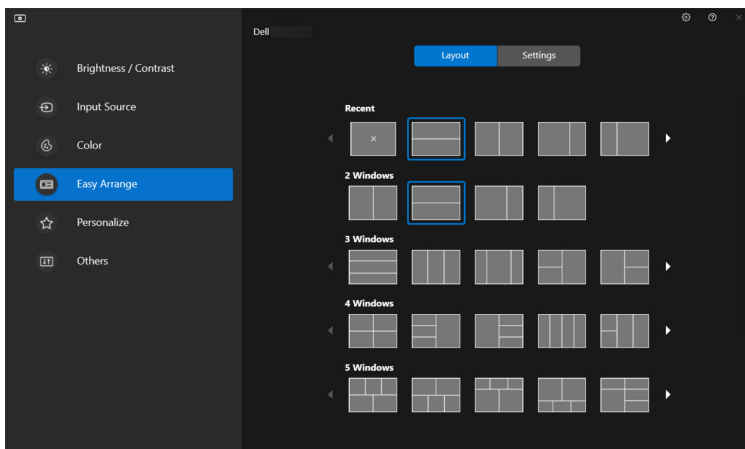 Dell
Layout
Settings
Brightness / Contrast
Input Source
Color
Easy Arrange
Personalize
Others
Recent
2 Windows
3 Windows
4 Windows
5 Windows